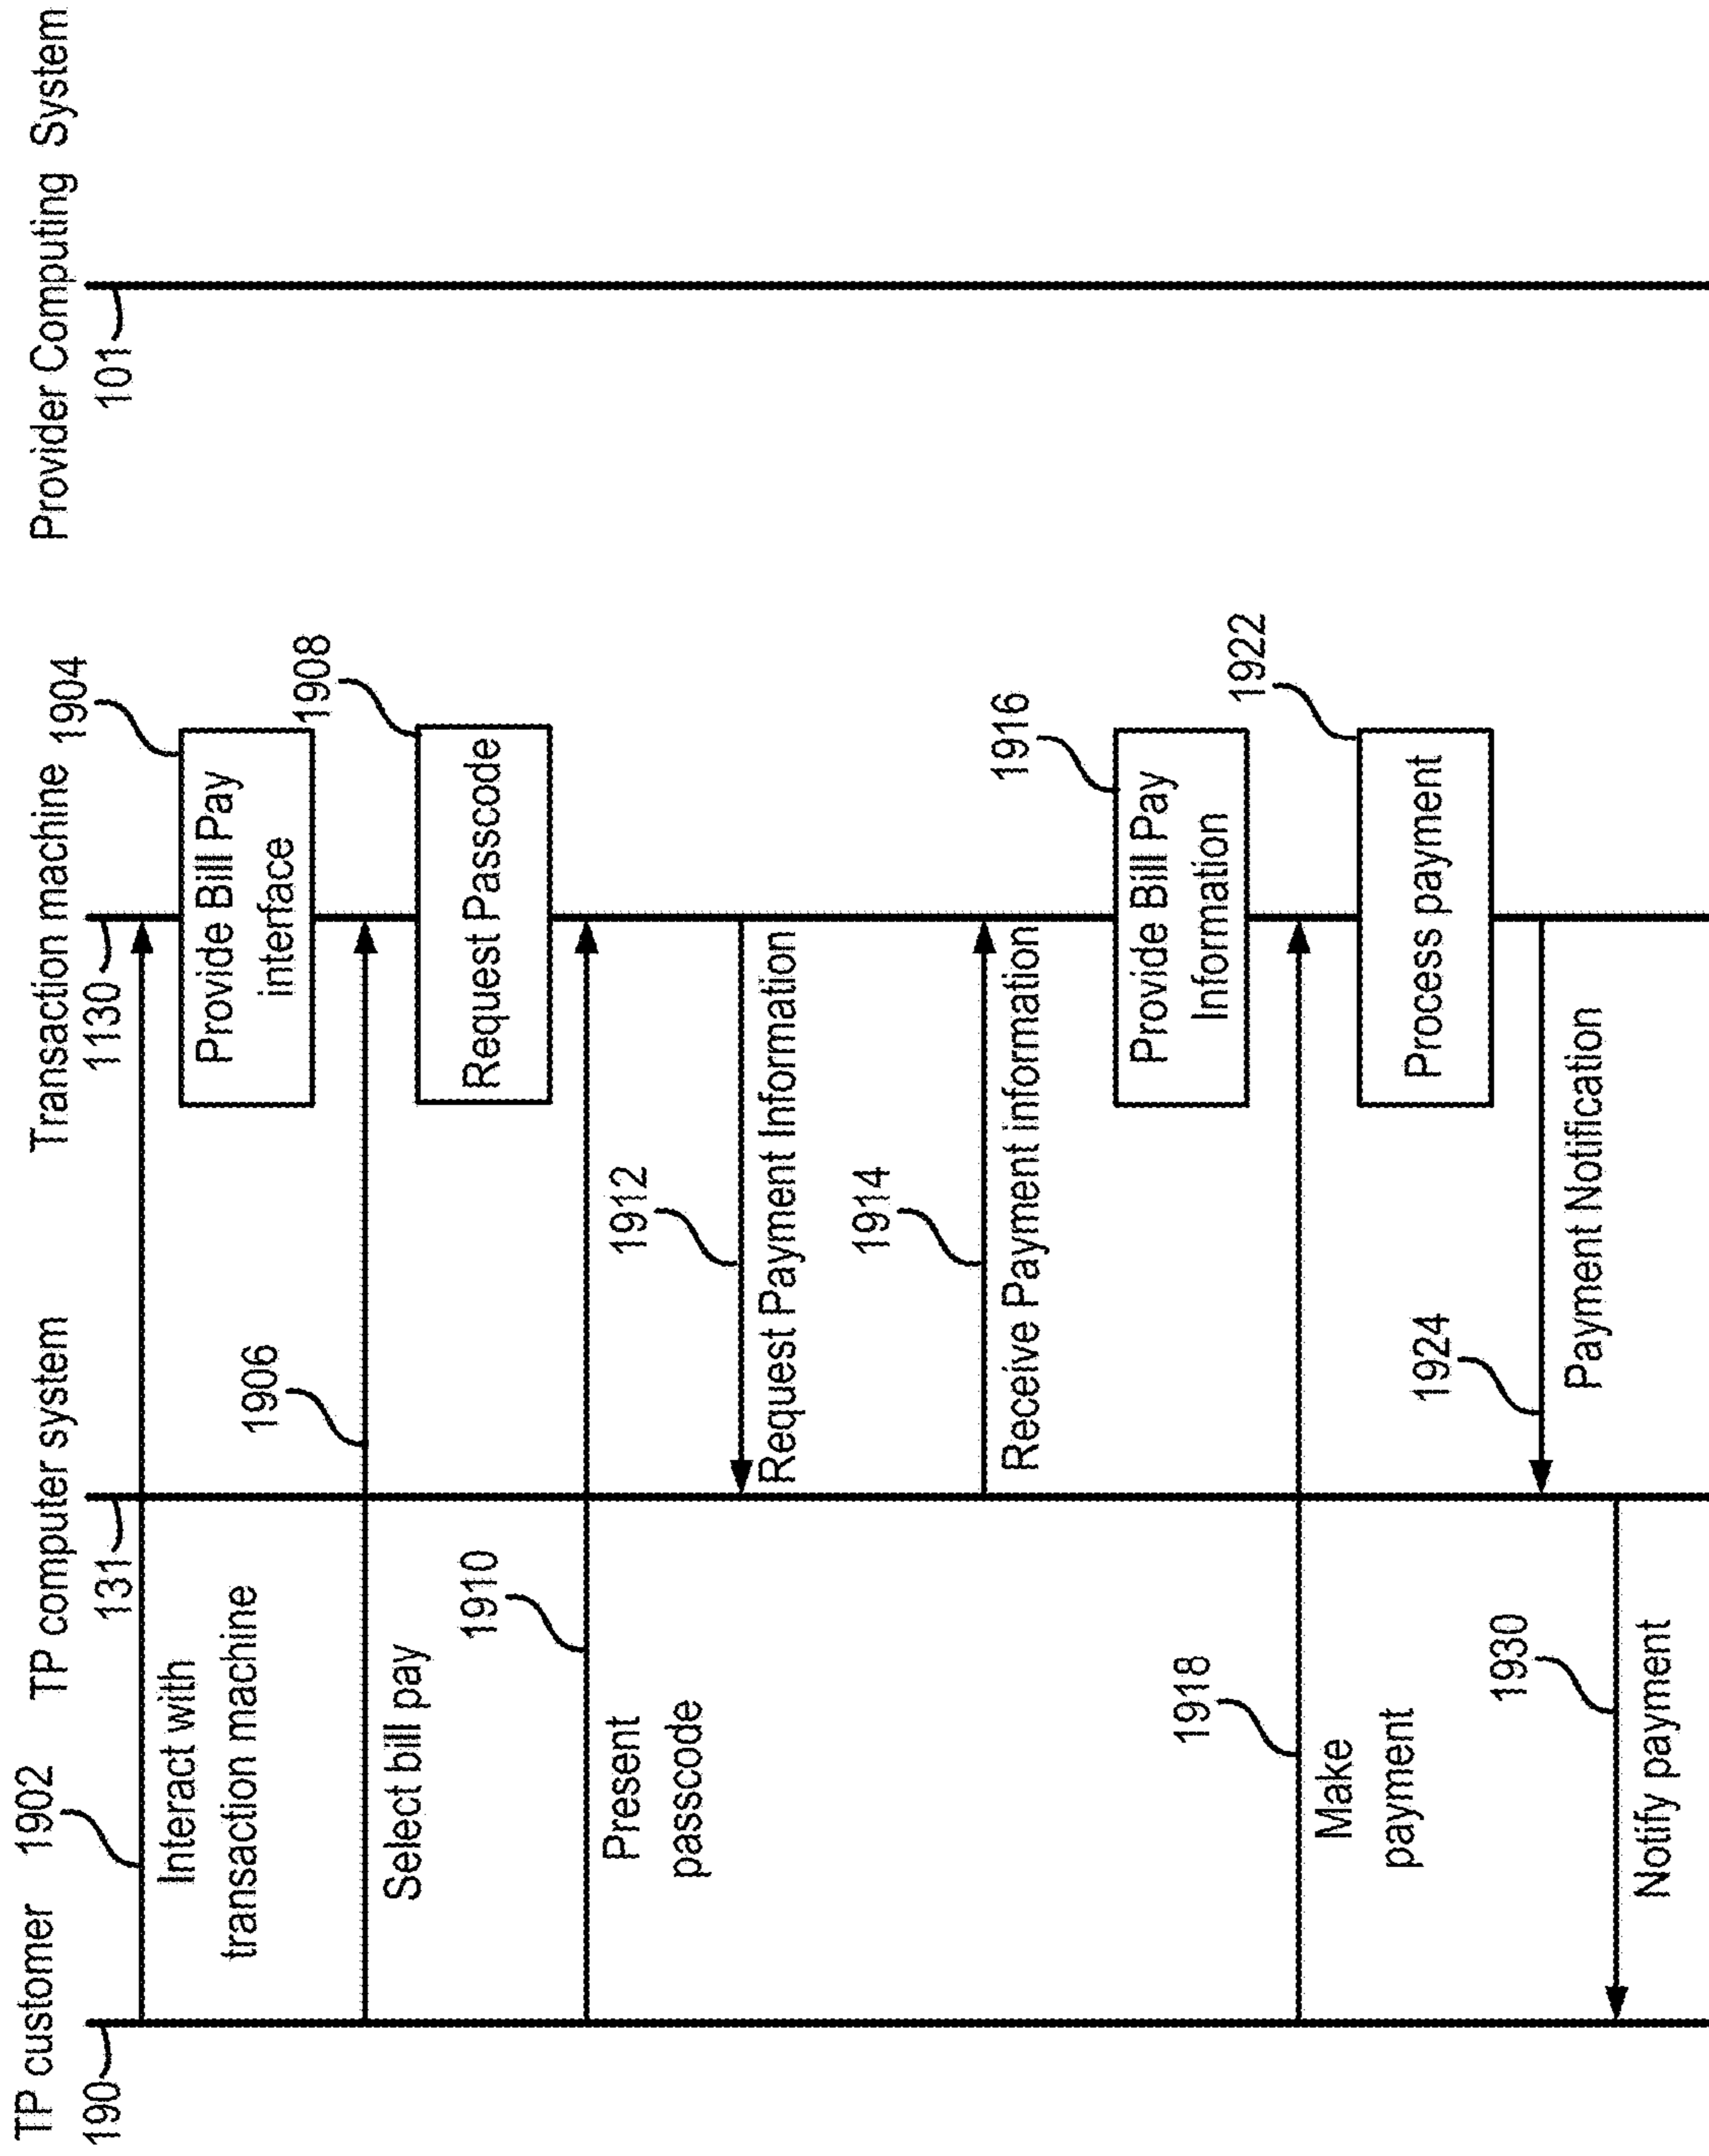 TP customer
190
1902
TP computer system
131
Transaction machine
1130
Provider Computing System
101
Interact with
transaction machine
1904
Provide Bill Pay
interface
1906
Select bill pay
1908
Request Passcode
1910
Present
passcode
1912
Request Payment Information
1914
Receive Payment information
1916
Provide Bill Pay
Information
1918
Make
payment
1922
Process payment
1924
Payment Notification
1930
Notify payment